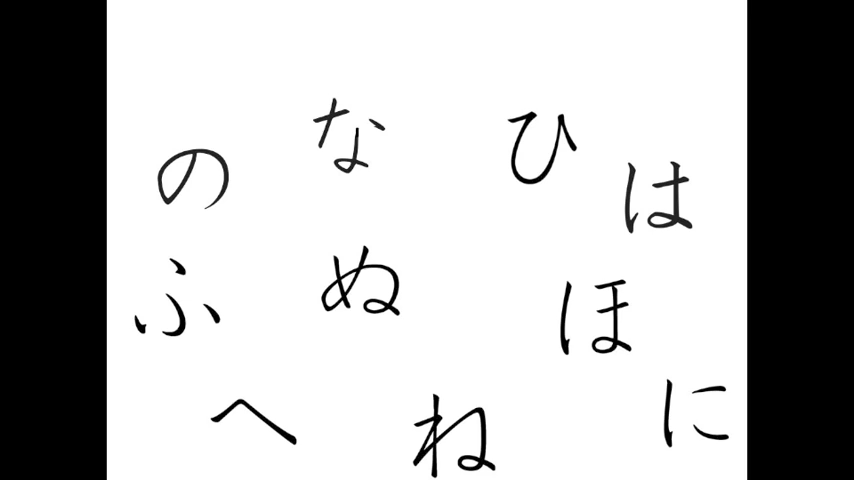 な ひ
の は
ふ ぬ ほ
へ ね に